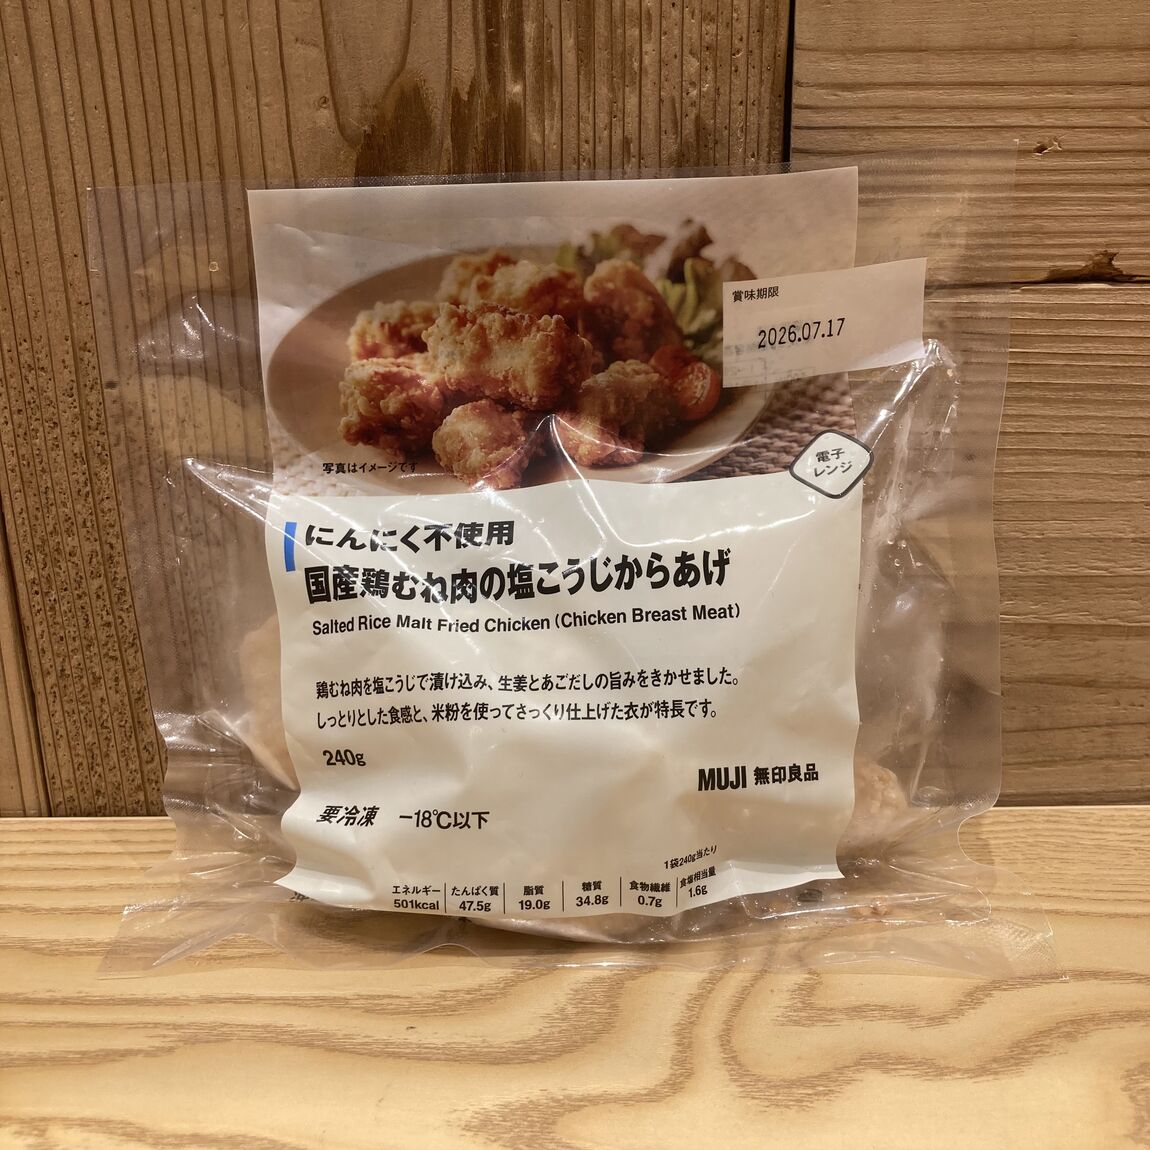 賞味期限
2026.07.17
写真はイメージです
電子
レンジ
にんにく不使用
国産鶏むね肉の塩こうじからあげ
Salted Rice Malt Fried Chicken (Chicken Breast Meat)
鶏むね肉を塩こうじで漬け込み、生姜とあごだしの旨みをきかせました。
しっとりとした食感と、米粉を使ってさっくり仕上げた衣が特長です。
240g
MUJI 無印良品
要冷凍 −18℃以下
1袋240g当たり
エネルギー たんぱく質 脂質 糖質 食物繊維 食塩相当量
501kcal 47.5g 19.0g 34.8g 0.7g 1.6g